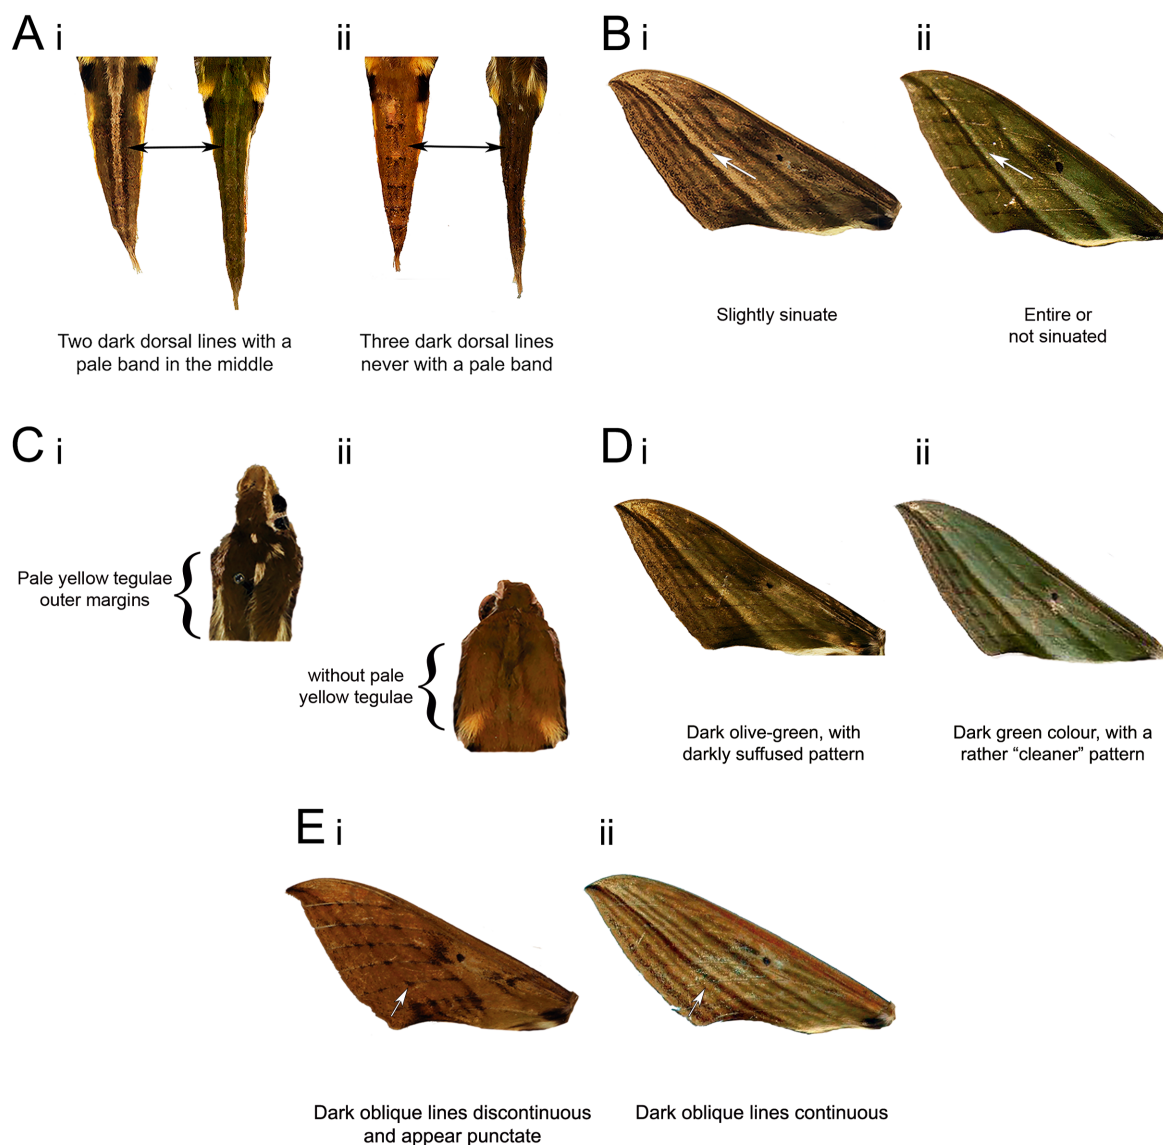 A i
ii
B i
ii
Two dark dorsal lines with a
pale band in the middle
Three dark dorsal lines
never with a pale band
Slightly sinuate
Entire or
not sinuated
C i
ii
D i
ii
Pale yellow tegulae
outer margins
without pale
yellow tegulae
Dark olive-green, with
darkly suffused pattern
Dark green colour, with a
rather “cleaner” pattern
E i
ii
Dark oblique lines discontinuous
and appear punctate
Dark oblique lines continuous